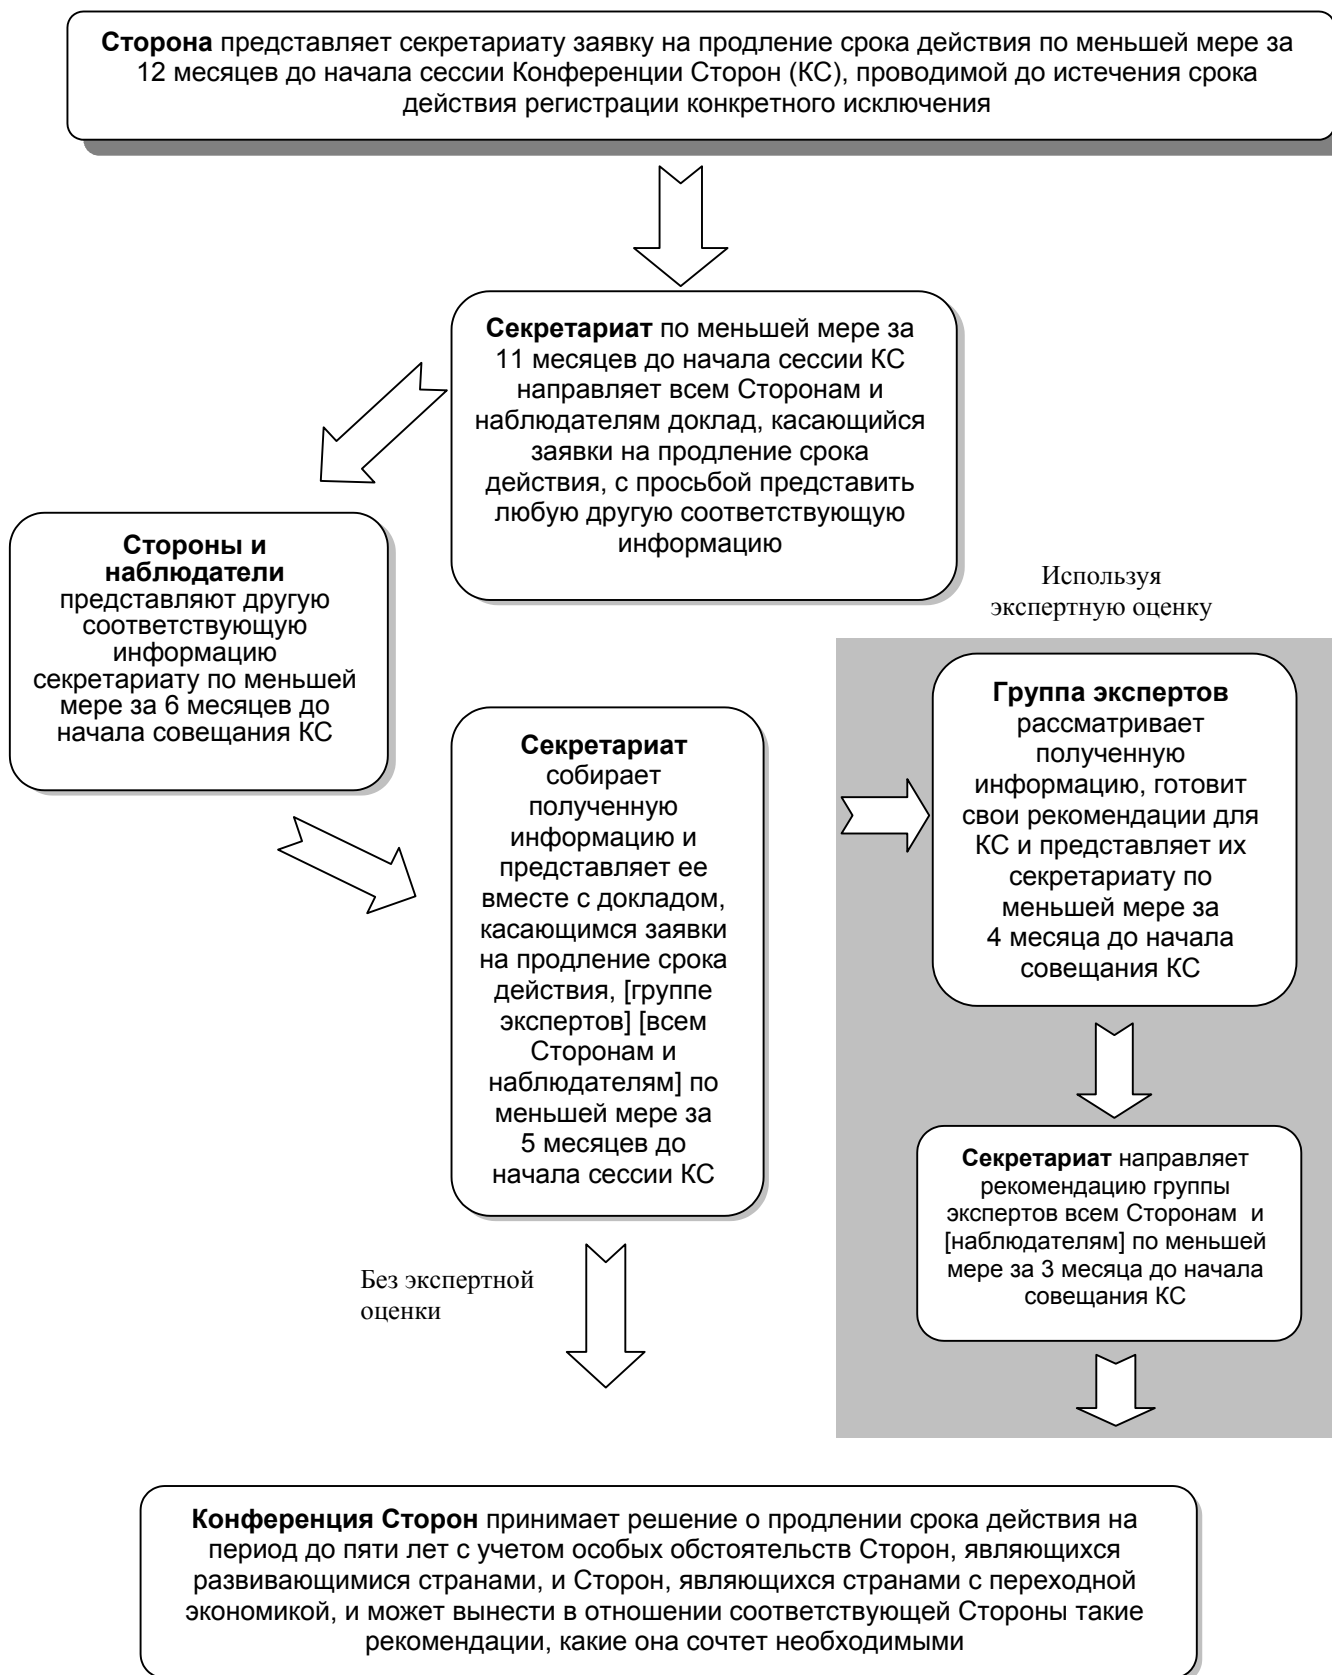 Сторона представляет секретариату заявку на продление срока действия по меньшей мере за
12 месяцев до начала сессии Конференции Сторон (КС), проводимой до истечения срока
действия регистрации конкретного исключения
Секретариат по меньшей мере за
11 месяцев до начала сессии КС
направляет всем Сторонам и
наблюдателям доклад, касающийся
заявки на продление срока
действия, с просьбой представить
любую другую соответствующую
информацию
Стороны и
наблюдатели
представляют другую
соответствующую
информацию
секретариату по меньшей
мере за 6 месяцев до
начала совещания КС
Секретариат
собирает
полученную
информацию и
представляет ее
вместе с докладом,
касающимся заявки
на продление срока
действия, [группе
экспертов] [всем
Сторонам и
наблюдателям] по
меньшей мере за
5 месяцев до
начала сессии КС
Используя
экспертную оценку
Группа экспертов
рассматривает
полученную
информацию, готовит
свои рекомендации для
КС и представляет их
секретариату по
меньшей мере за
4 месяца до начала
совещания КС
Секретариат направляет
рекомендацию группы
экспертов всем Сторонам и
[наблюдателям] по меньшей
мере за 3 месяца до начала
совещания КС
Без экспертной
оценки
Конференция Сторон принимает решение о продлении срока действия на
период до пяти лет с учетом особых обстоятельств Сторон, являющихся
развивающимися странами, и Сторон, являющихся странами с переходной
экономикой, и может вынести в отношении соответствующей Стороны такие
рекомендации, какие она сочтет необходимыми